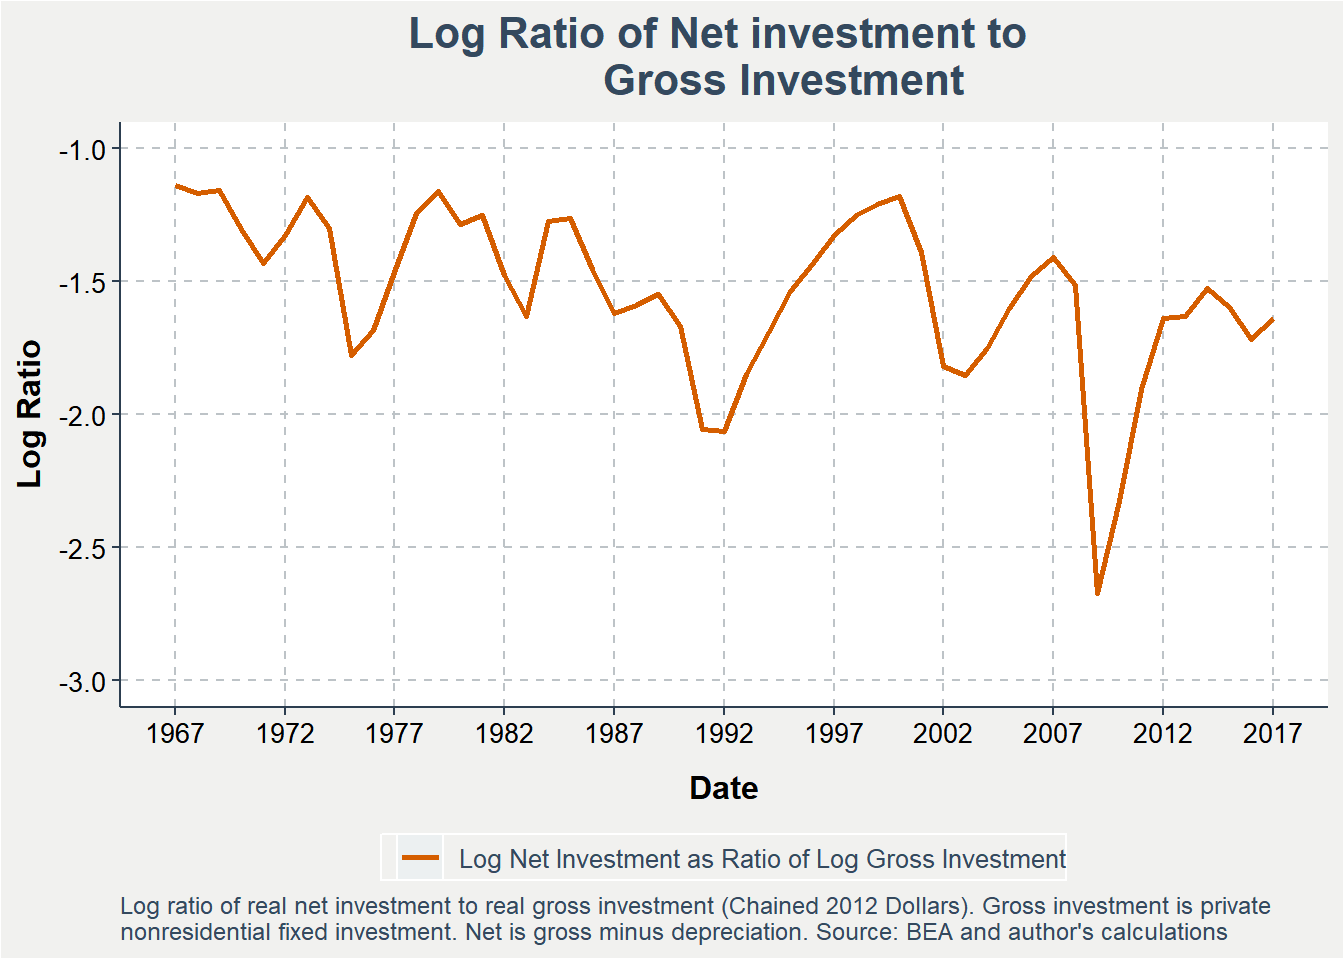 Log Ratio of Net investment to
Gross Investment
Log Ratio
-1.0
-1.5
-2.0
-2.5
-3.0
1967 1972 1977 1982 1987 1992 1997 2002 2007 2012 2017
Date
Log Net Investment as Ratio of Log Gross Investment
Log ratio of real net investment to real gross investment (Chained 2012 Dollars). Gross investment is private
nonresidential fixed investment. Net is gross minus depreciation. Source: BEA and author's calculations